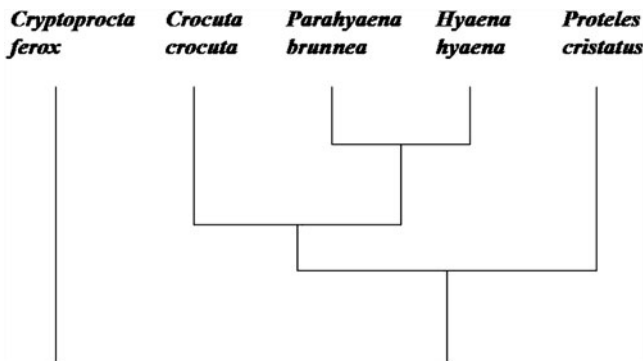 Cryptoprocta ferox
Crocuta crocuta
Parahyaena brunnea
Hyaena hyaena
Proteles cristatus